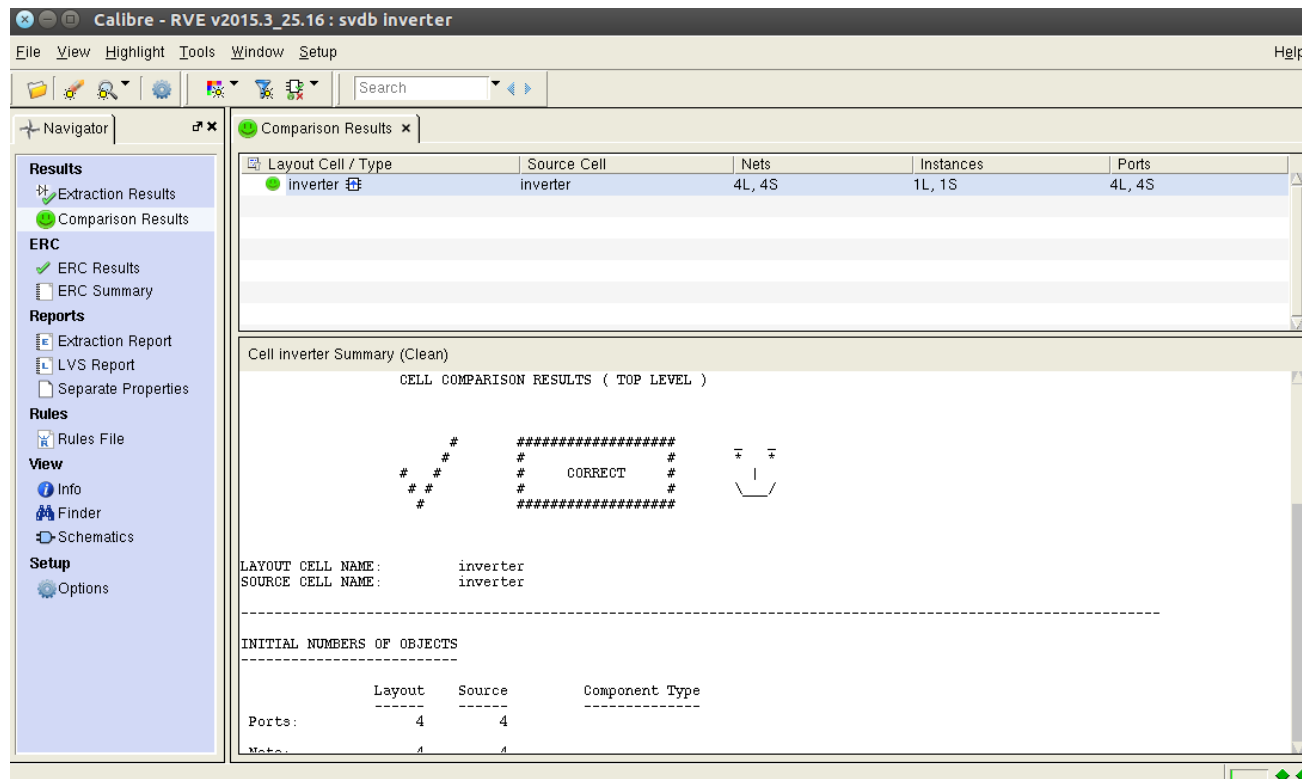 Calibre - RVE v2015.3_25.16 : svdb inverter
File View Highlight Tools Window Setup Help
Search
Navigator
Results
Extraction Results
Comparison Results
ERC
ERC Results
ERC Summary
Reports
Extraction Report
LVS Report
Separate Properties
Rules
Rules File
View
Info
Finder
Schematics
Setup
Options
Comparison Results
Layout Cell / Type Source Cell Nets Instances Ports
inverter inverter 4L, 4S 1L, 1S 4L, 4S
Cell inverter Summary (Clean)
CELL COMPARISON RESULTS ( TOP LEVEL )
# ################### _ _
# # # * *
# # # CORRECT # |
# # # # \___/
# ###################
LAYOUT CELL NAME: inverter
SOURCE CELL NAME: inverter
INITIAL NUMBERS OF OBJECTS
Layout Source Component Type
Ports: 4 4
Nets: 4 4